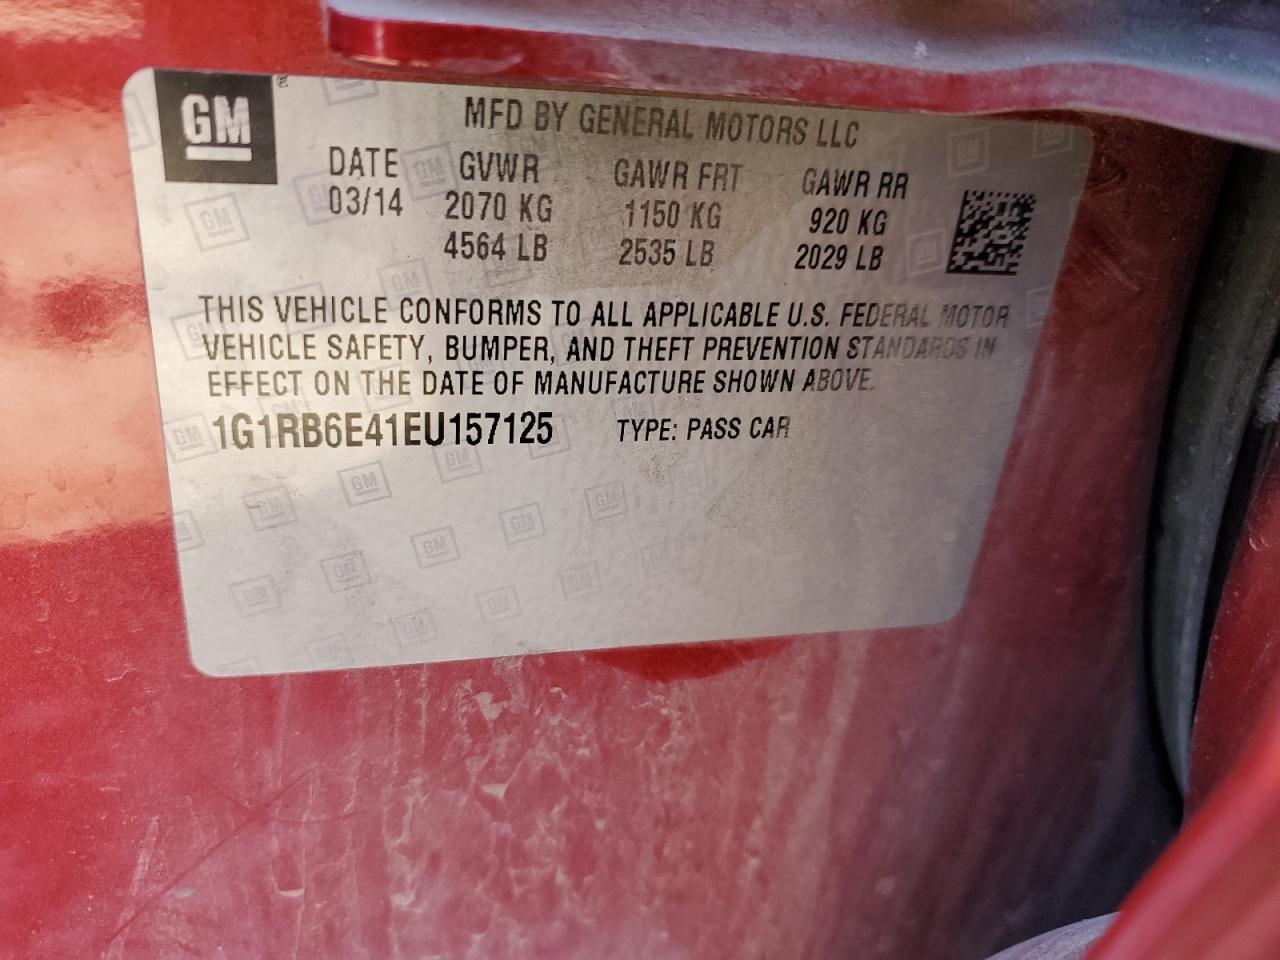 GM
MFD BY GENERAL MOTORS LLC
DATE GVWR GAWR FRT GAWR RR
03/14 2070 KG 1150 KG 920 KG
4564 LB 2535 LB 2029 LB
THIS VEHICLE CONFORMS TO ALL APPLICABLE U.S. FEDERAL MOTOR
VEHICLE SAFETY, BUMPER, AND THEFT PREVENTION STANDARDS IN
EFFECT ON THE DATE OF MANUFACTURE SHOWN ABOVE.
1G1RB6E41EU157125 TYPE: PASS CAR